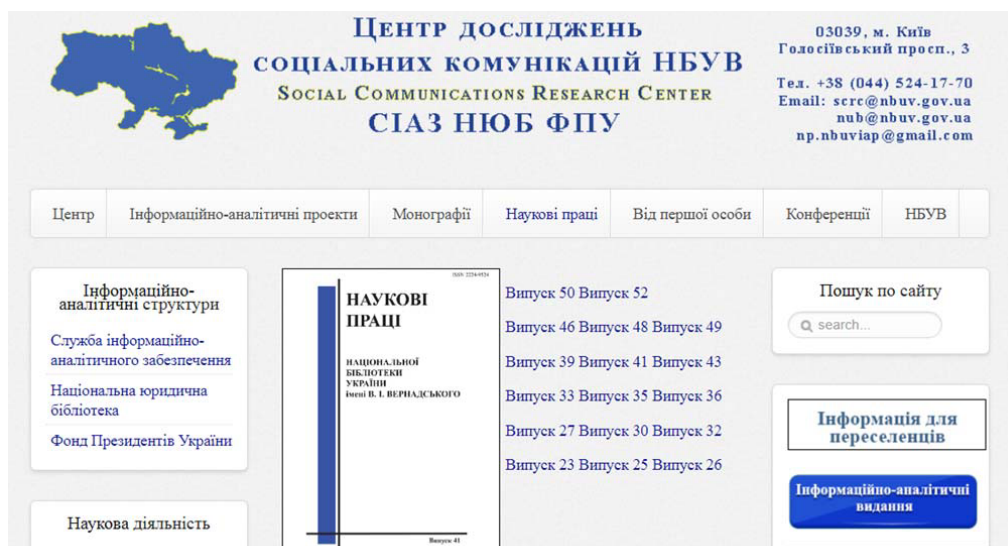 Центр досліджень
соціальних комунікацій НБУВ
Social Communications Research Center
СІАЗ НЮБ ФПУ
03039, м. Київ
Голосіївський просп., 3
Тел. +38 (044) 524-17-70
Email: scrc@nbuv.gov.ua
nub@nbuv.gov.ua
np.nbuviap@gmail.com
Центр Інформаційно-аналітичні проекти Монографії Наукові праці Від першої особи Конференції НБУВ
Інформаційно-
аналітичні структури
Служба інформаційно-
аналітичного забезпечення
Національна юридична
бібліотека
Фонд Президентів України
Наукова діяльність
ISSN 2224-9516
НАУКОВІ
ПРАЦІ
НАЦІОНАЛЬНОЇ
БІБЛІОТЕКИ
УКРАЇНИ
імені В. І. ВЕРНАДСЬКОГО
Випуск 41
Випуск 50 Випуск 52
Випуск 46 Випуск 48 Випуск 49
Випуск 39 Випуск 41 Випуск 43
Випуск 33 Випуск 35 Випуск 36
Випуск 27 Випуск 30 Випуск 32
Випуск 23 Випуск 25 Випуск 26
Пошук по сайту
search...
Інформація для
переселенців
Інформаційно-аналітичні
видання